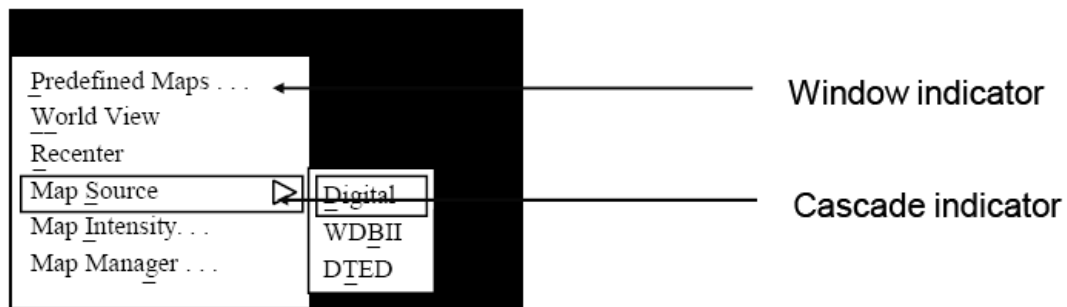 Predefined Maps . . .
Window indicator
World View
Recenter
Map Source
Digital
Cascade indicator
Map Intensity. . .
WDBII
Map Manager . . .
DTED